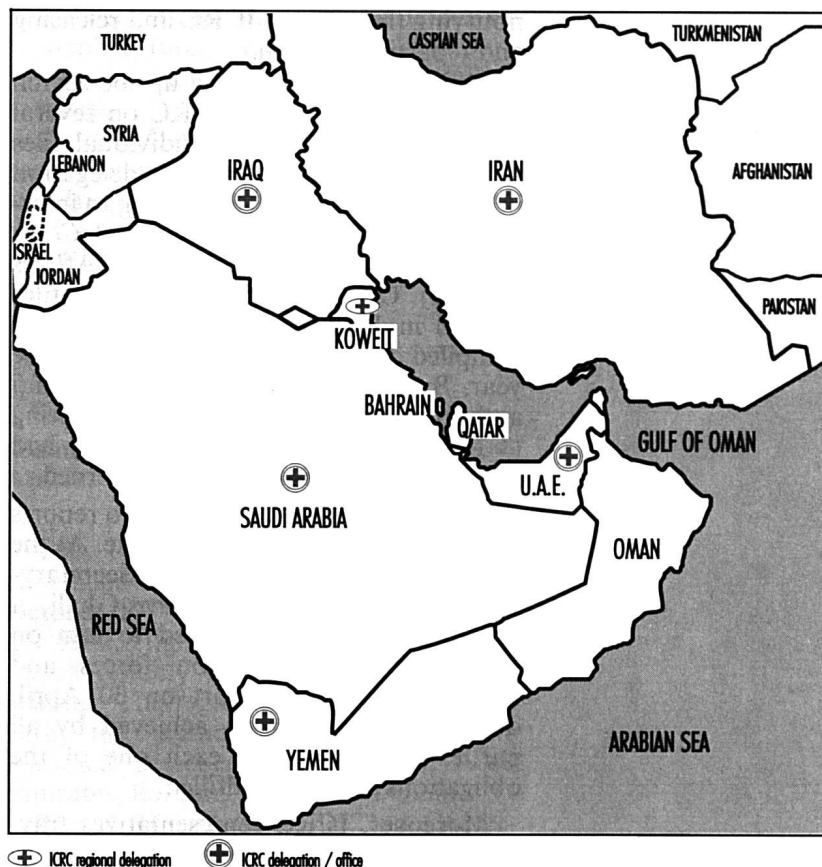 TURKEY
CASPIAN SEA
TURKMENISTAN
SYRIA
LEBANON
IRAQ
IRAN
AFGHANISTAN
ISRAEL
JORDAN
PAKISTAN
KOWEIT
BAHRAIN
QATAR
GULF OF OMAN
U.A.E.
SAUDI ARABIA
OMAN
RED SEA
YEMEN
ARABIAN SEA
ICRC regional delegation
ICRC delegation / office